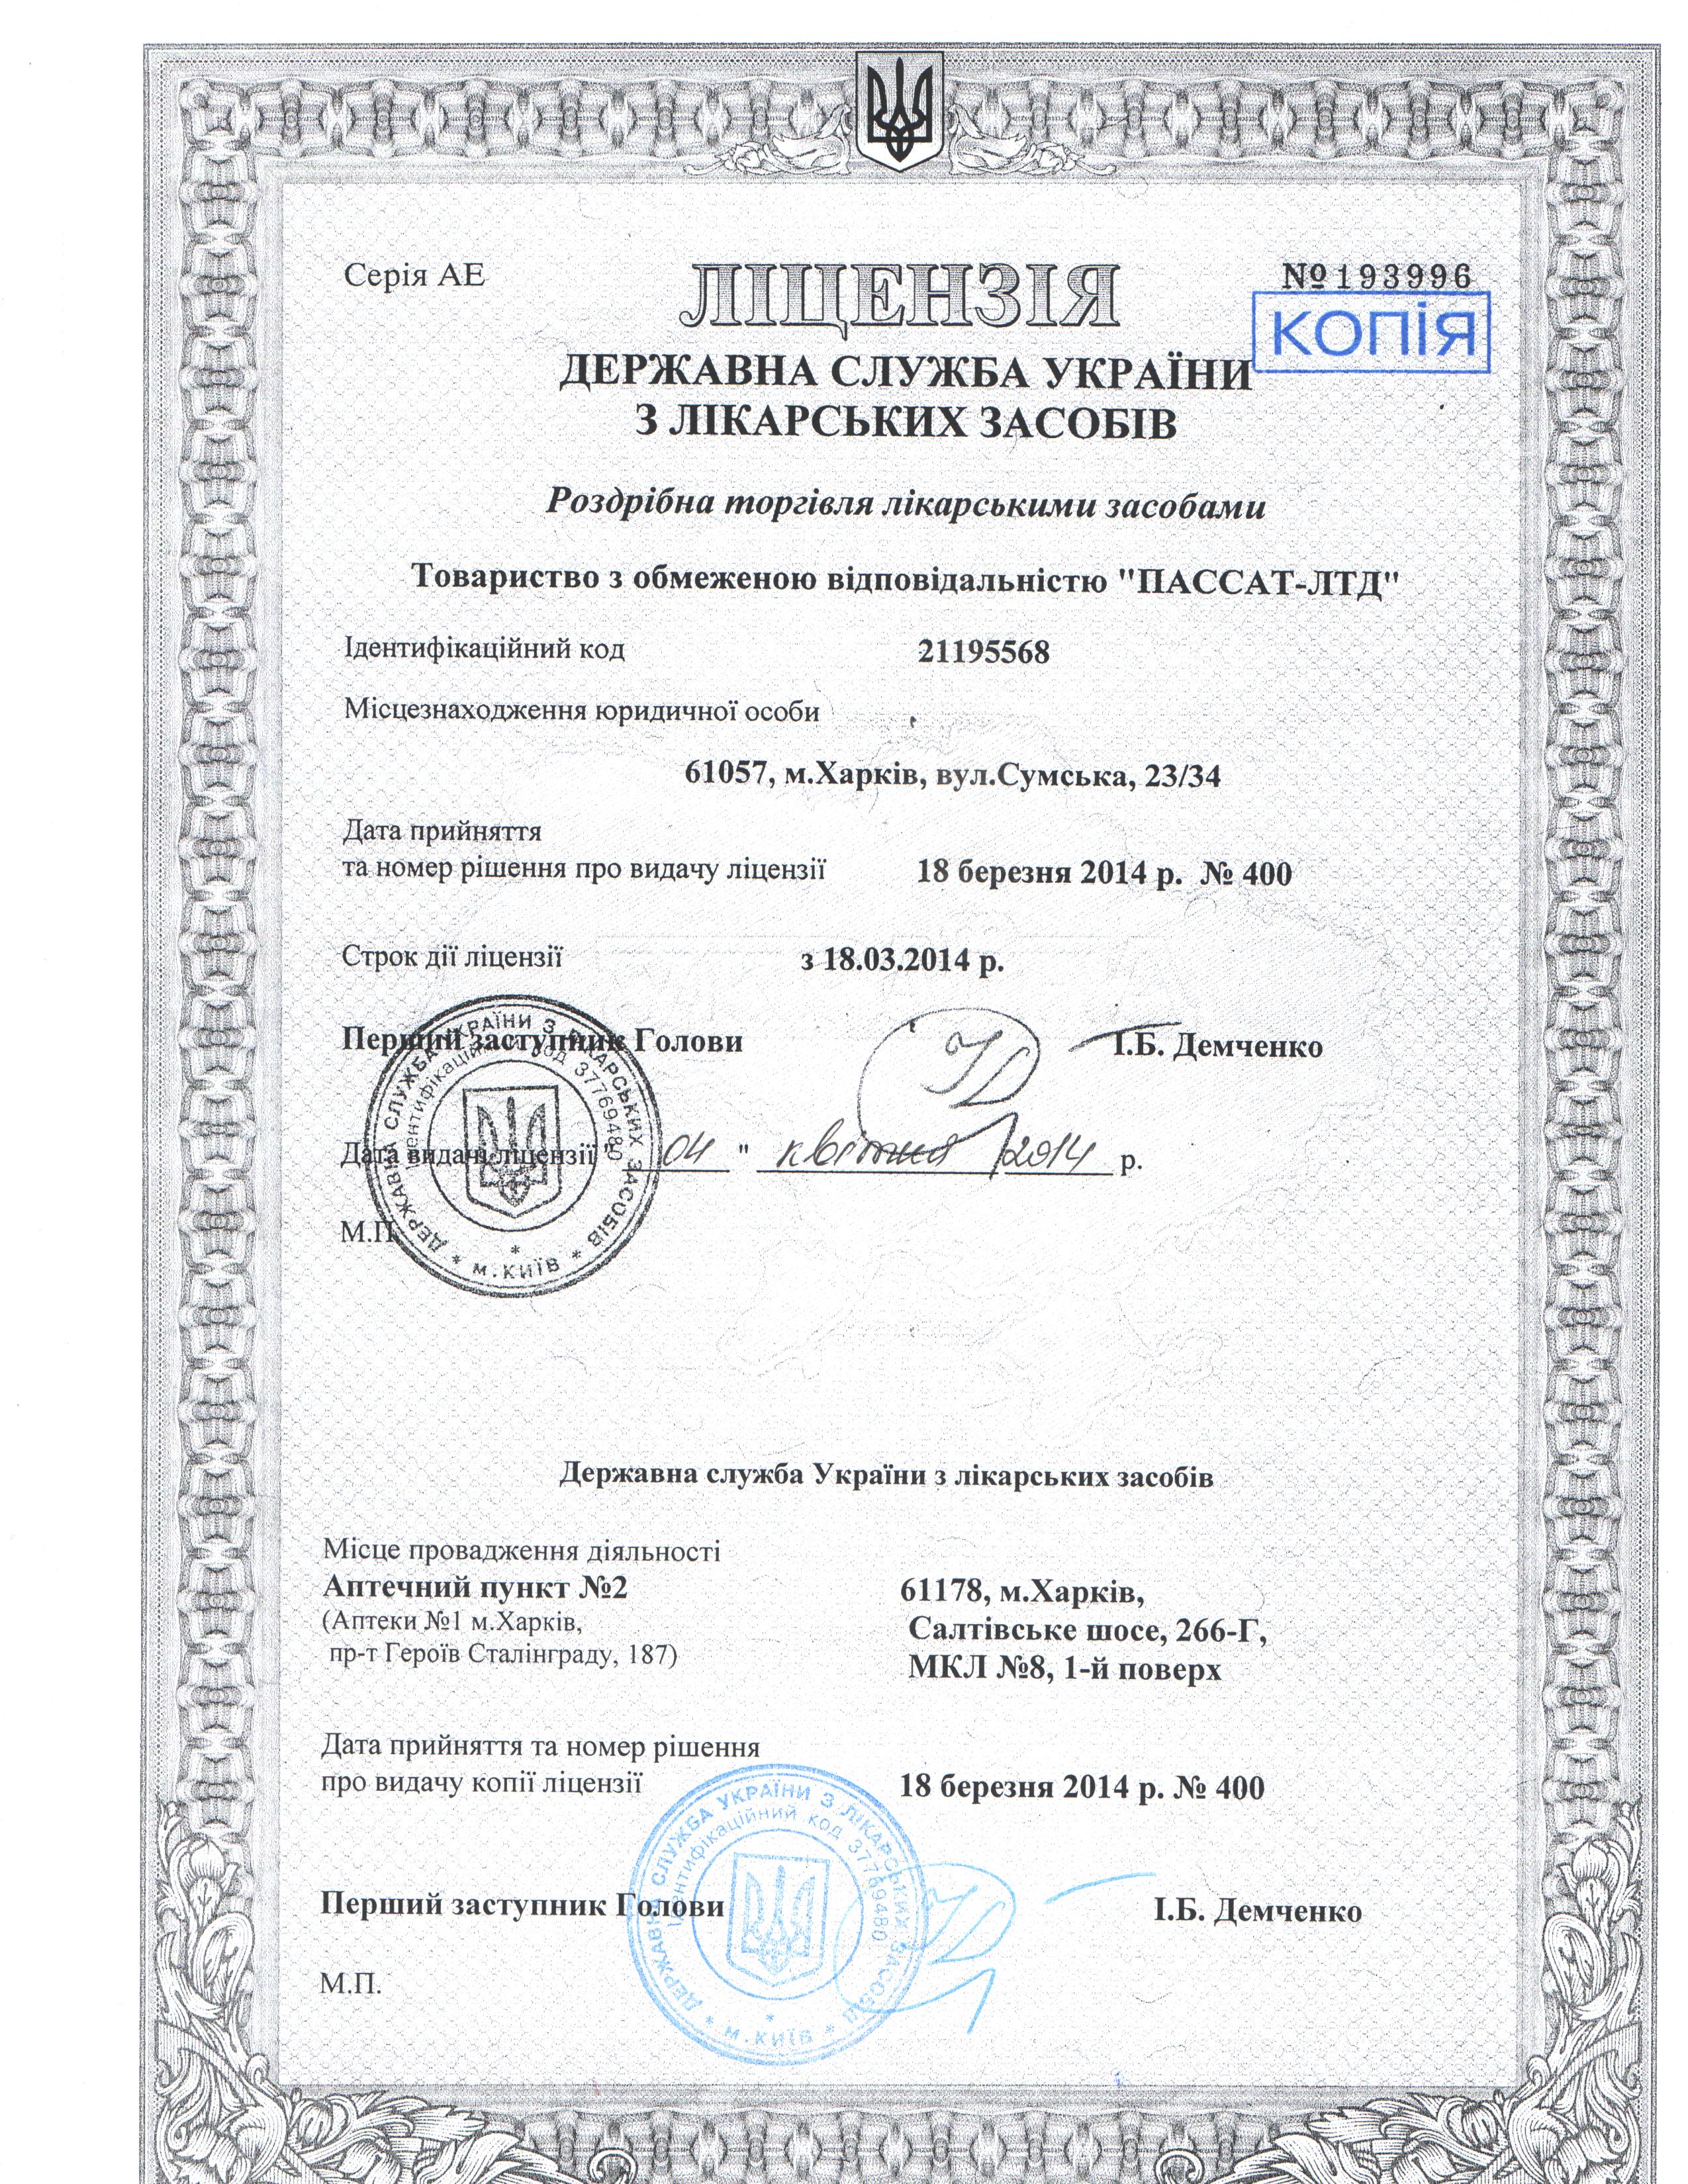 Серія АЕ
ЛІЦЕНЗІЯ
№193996
КОПІЯ
ДЕРЖАВНА СЛУЖБА УКРАЇНИ
З ЛІКАРСЬКИХ ЗАСОБІВ
Роздрібна торгівля лікарськими засобами
Товариство з обмеженою відповідальністю "ПАССАТ-ЛТД"
Ідентифікаційний код 21195568
Місцезнаходження юридичної особи
61057, м.Харків, вул.Сумська, 23/34
Дата прийняття
та номер рішення про видачу ліцензії 18 березня 2014 р. № 400
Строк дії ліцензії з 18.03.2014 р.
Перший заступник Голови І.Б. Демченко
Дата видачі ліцензії " 04 " квітня 2014 р.
М.П.
ДЕРЖАВНА СЛУЖБА УКРАЇНИ З ЛІКАРСЬКИХ ЗАСОБІВ
Ідентифікаційний код 37769480
* м.КИЇВ *
Державна служба України з лікарських засобів
Місце провадження діяльності
Аптечний пункт №2 61178, м.Харків,
(Аптеки №1 м.Харків, Салтівське шосе, 266-Г,
пр-т Героїв Сталінграду, 187) МКЛ №8, 1-й поверх
Дата прийняття та номер рішення
про видачу копії ліцензії 18 березня 2014 р. № 400
Перший заступник Голови І.Б. Демченко
М.П.
ДЕРЖАВНА СЛУЖБА УКРАЇНИ З ЛІКАРСЬКИХ ЗАСОБІВ
Ідентифікаційний код 37769480
* м.КИЇВ *